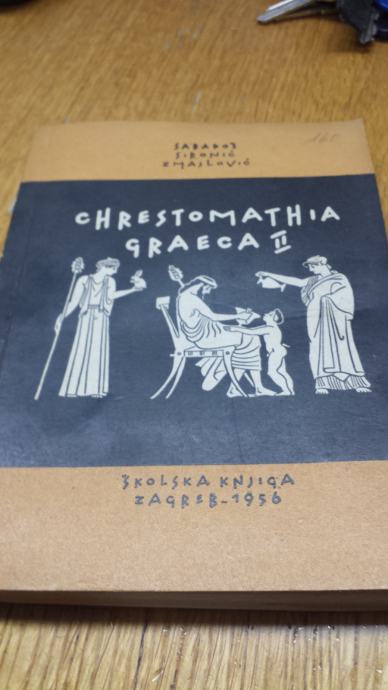 SABADOŠ
SIRONIĆ
ZMAJLOVIĆ
CHRESTOMATHIA
GRAECA II
ŠKOLSKA KNJIGA
ZAGREB-1956